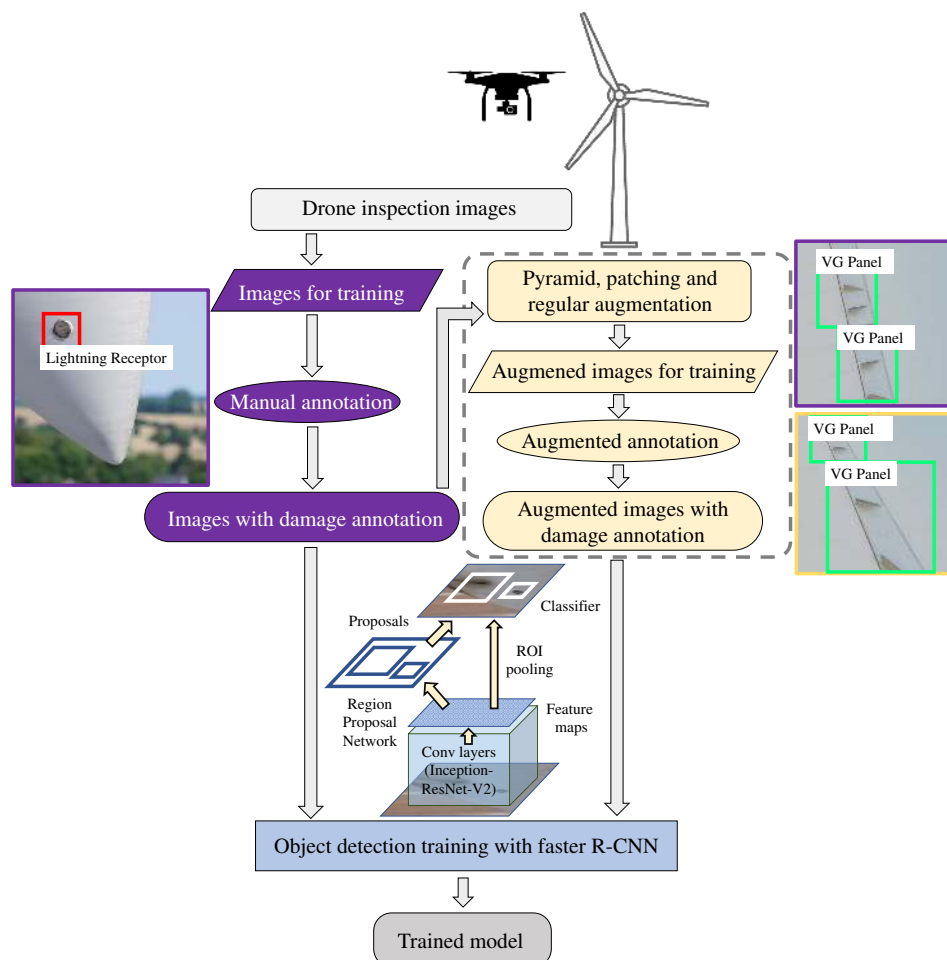 Drone inspection images
Images for training
Lightning Receptor
Manual annotation
Images with damage annotation
Pyramid, patching and
regular augmentation
Augmened images for training
Augmented annotation
Augmented images with
damage annotation
VG Panel
VG Panel
VG Panel
VG Panel
Classifier
Proposals
ROI
pooling
Region
Proposal
Network
Feature
maps
Conv layers
(Inception-
ResNet-V2)
Object detection training with faster R-CNN
Trained model